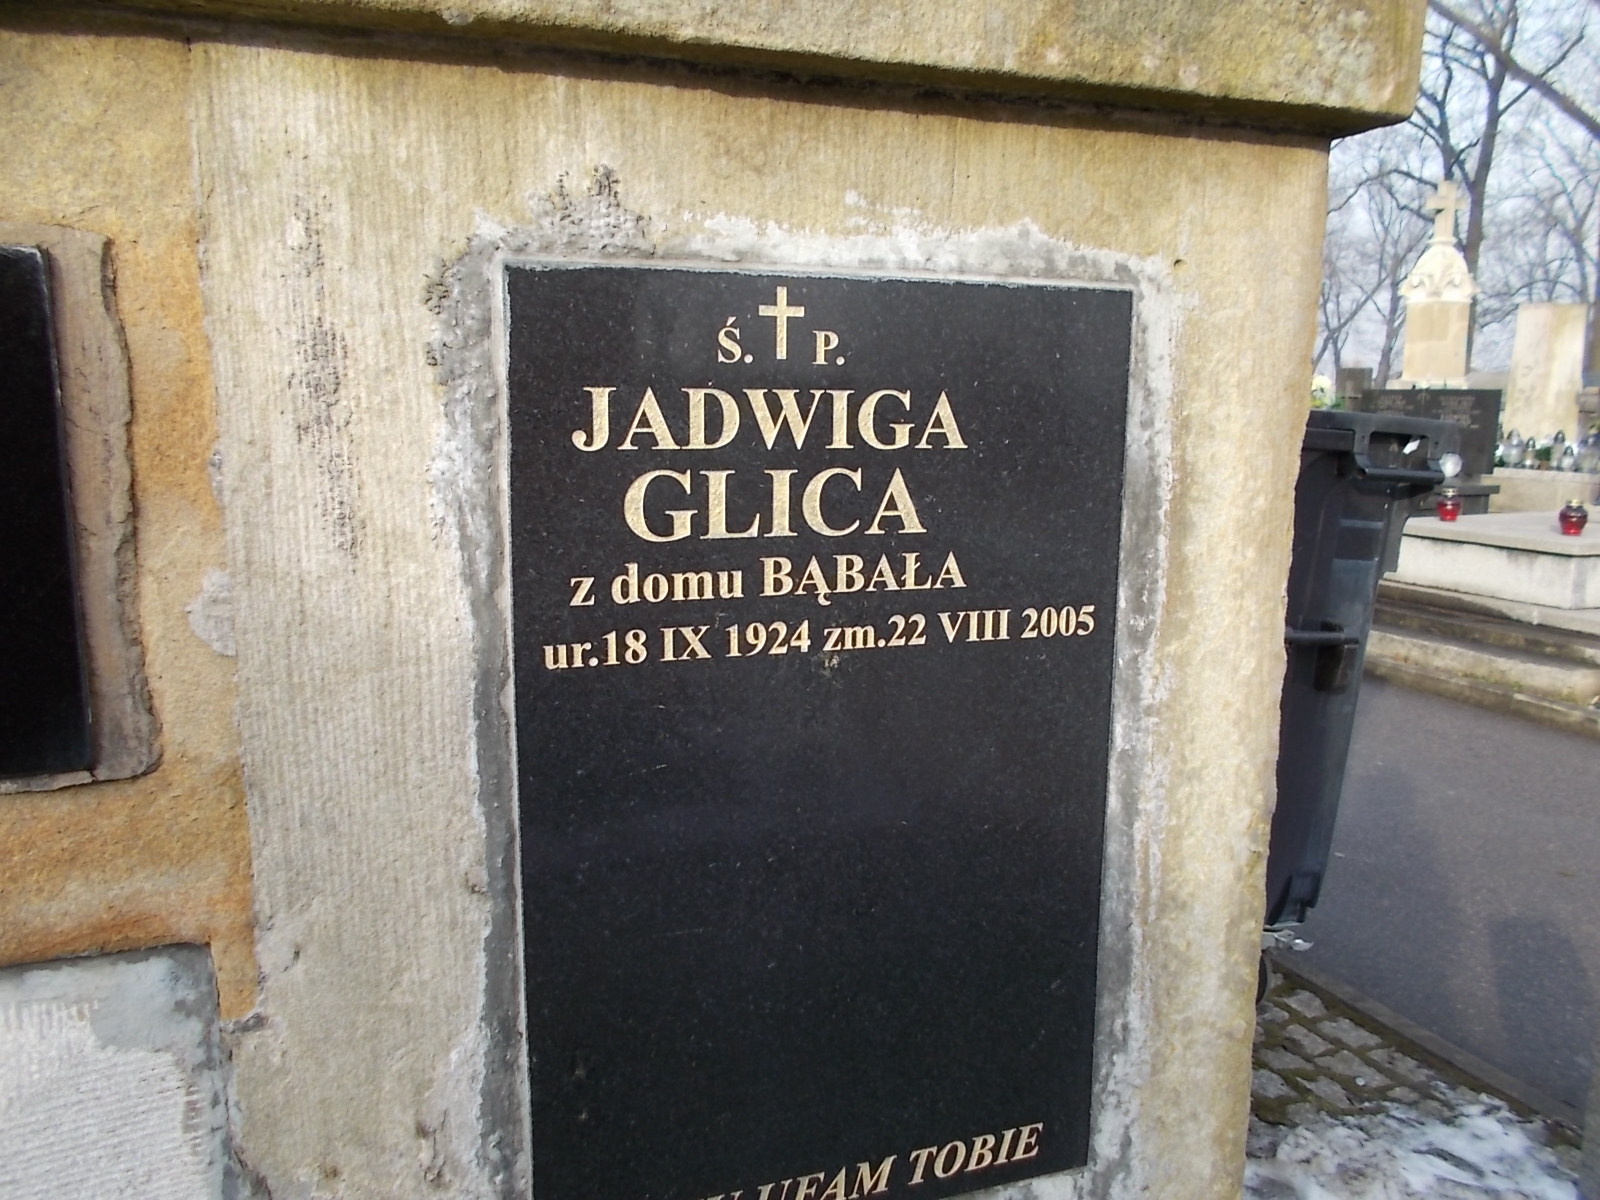 Ś. P.
JADWIGA
GLICA
z domu BĄBAŁA
ur.18 IX 1924 zm.22 VIII 2005
UFAM TOBIE